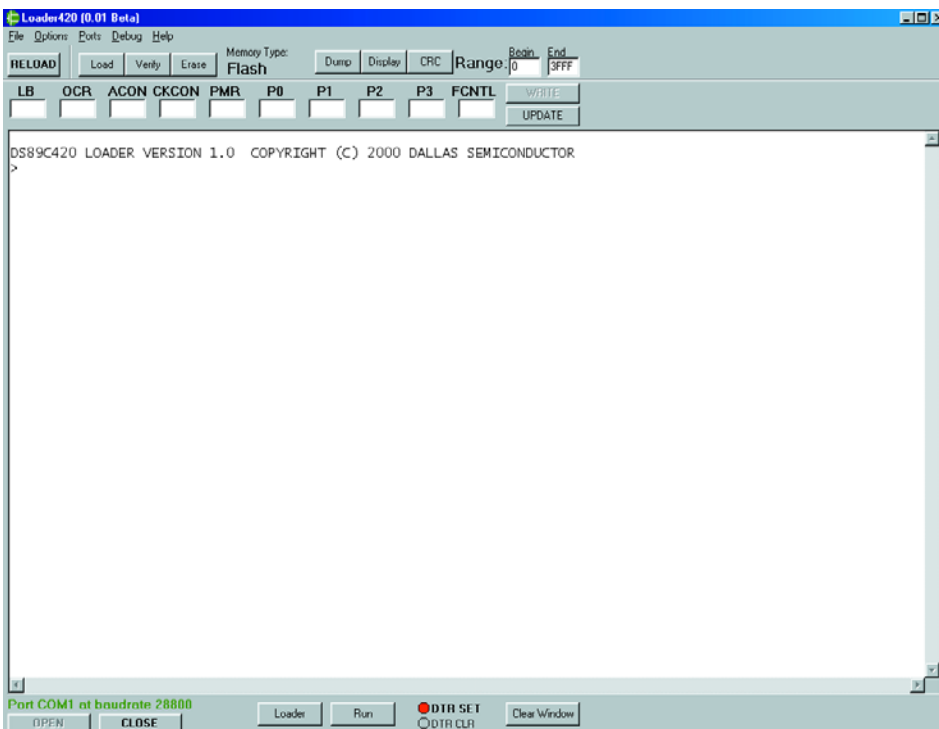 Loader420 (0.01 Beta)
File Options Ports Debug Help
RELOAD Load Verify Erase Memory Type: Flash Dump Display CRC Range: Begin 0 End 3FFF
LB OCR ACON CKCON PMR P0 P1 P2 P3 FCNTL WRITE
UPDATE
DS89C420 LOADER VERSION 1.0 COPYRIGHT (C) 2000 DALLAS SEMICONDUCTOR
>
Port COM1 at baudrate 28800
OPEN CLOSE Loader Run DTR SET Clear Window
DTR CLR